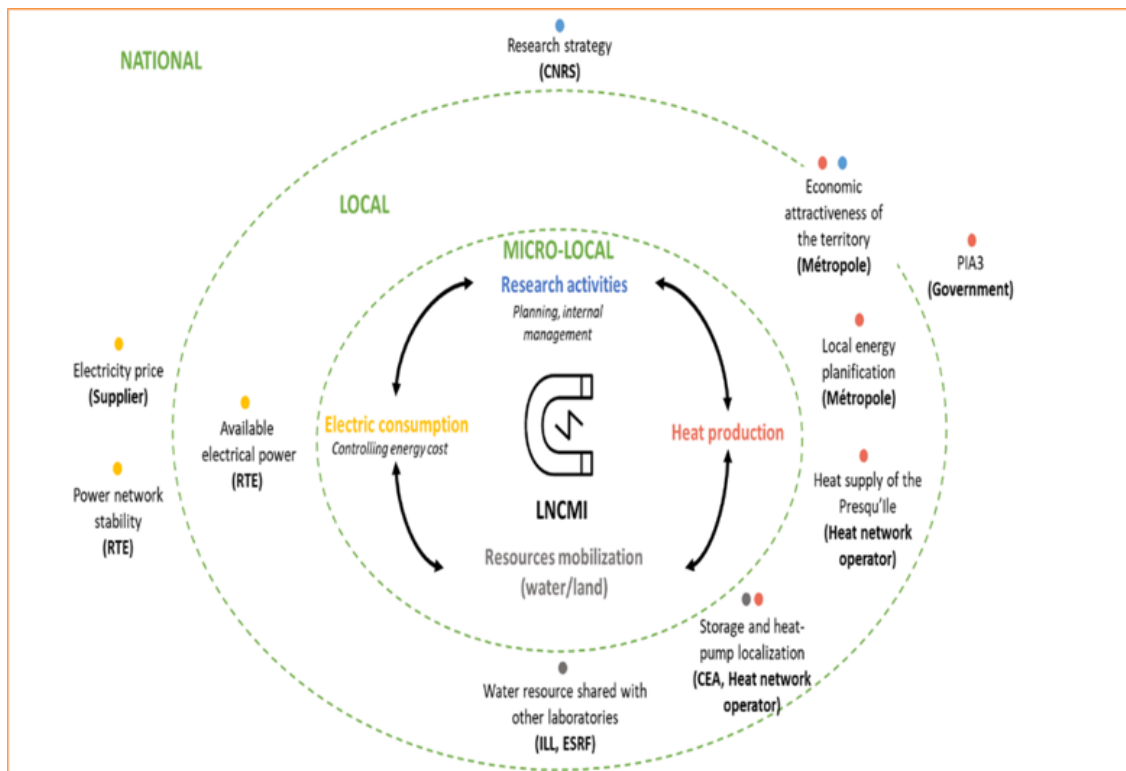 Research strategy
(CNRS)
NATIONAL
LOCAL
Economic
attractiveness of
the territory
(Métropole)
PIA3
(Government)
MICRO-LOCAL
Research activities
Planning, internal
management
Electricity price
(Supplier)
Local energy
planification
(Métropole)
Available
electrical power
(RTE)
Electric consumption
Controlling energy cost
Heat production
Power network
stability
(RTE)
Heat supply of the
Presqu'Ile
(Heat network
operator)
LNCMI
Resources mobilization
(water/land)
Storage and heat-
pump localization
(CEA, Heat network
operator)
Water resource shared with
other laboratories
(ILL, ESRF)